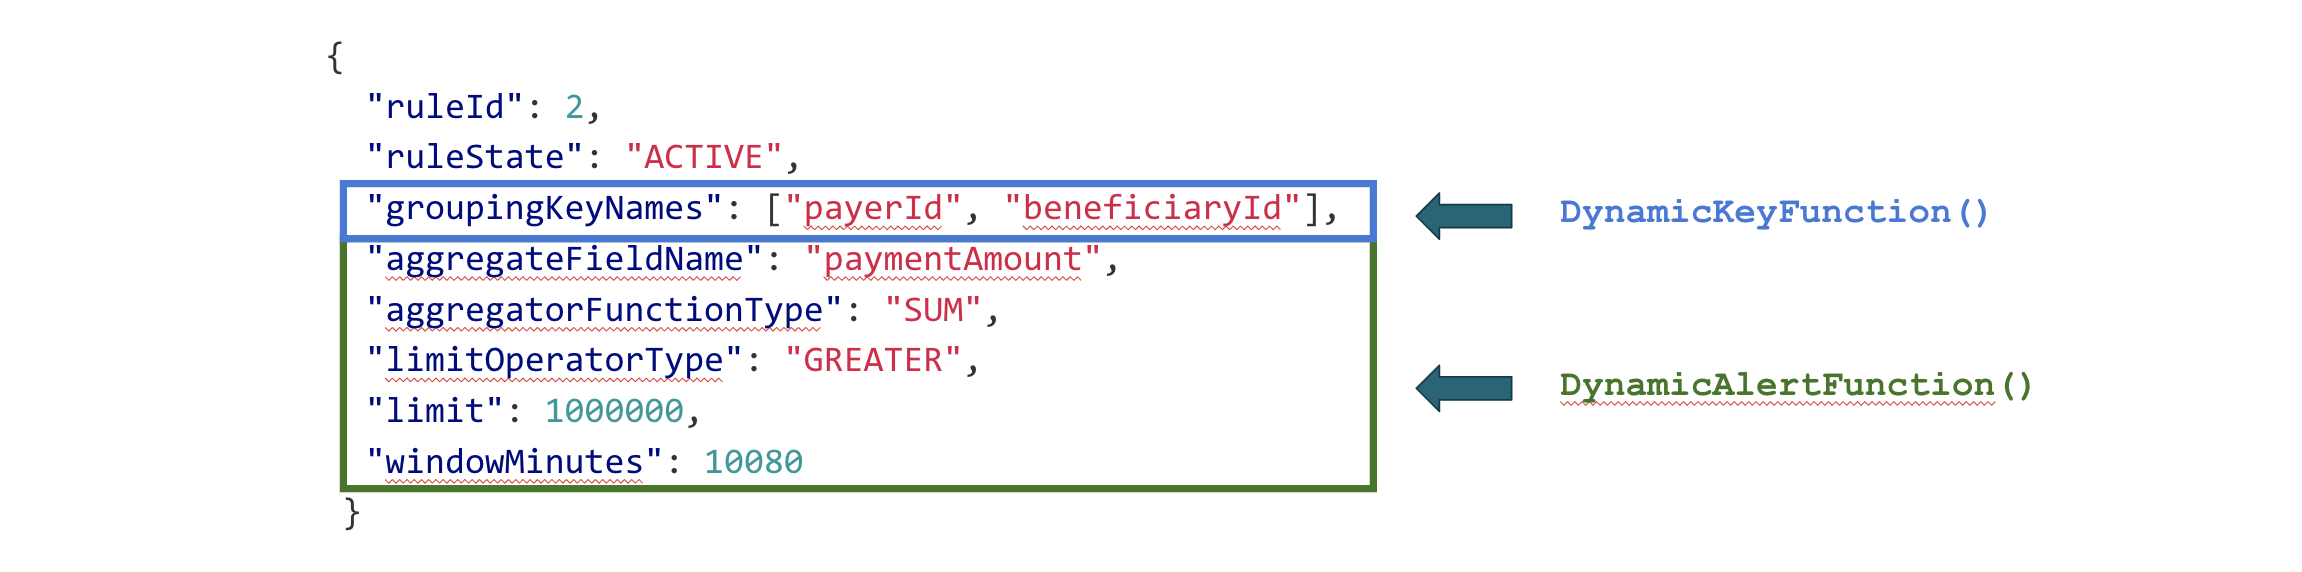 {
"ruleId": 2,
"ruleState": "ACTIVE",
"groupingKeyNames": ["payerId", "beneficiaryId"],
DynamicKeyFunction()
"aggregateFieldName": "paymentAmount",
"aggregatorFunctionType": "SUM",
"limitOperatorType": "GREATER",
DynamicAlertFunction()
"limit": 1000000,
"windowMinutes": 10080
}